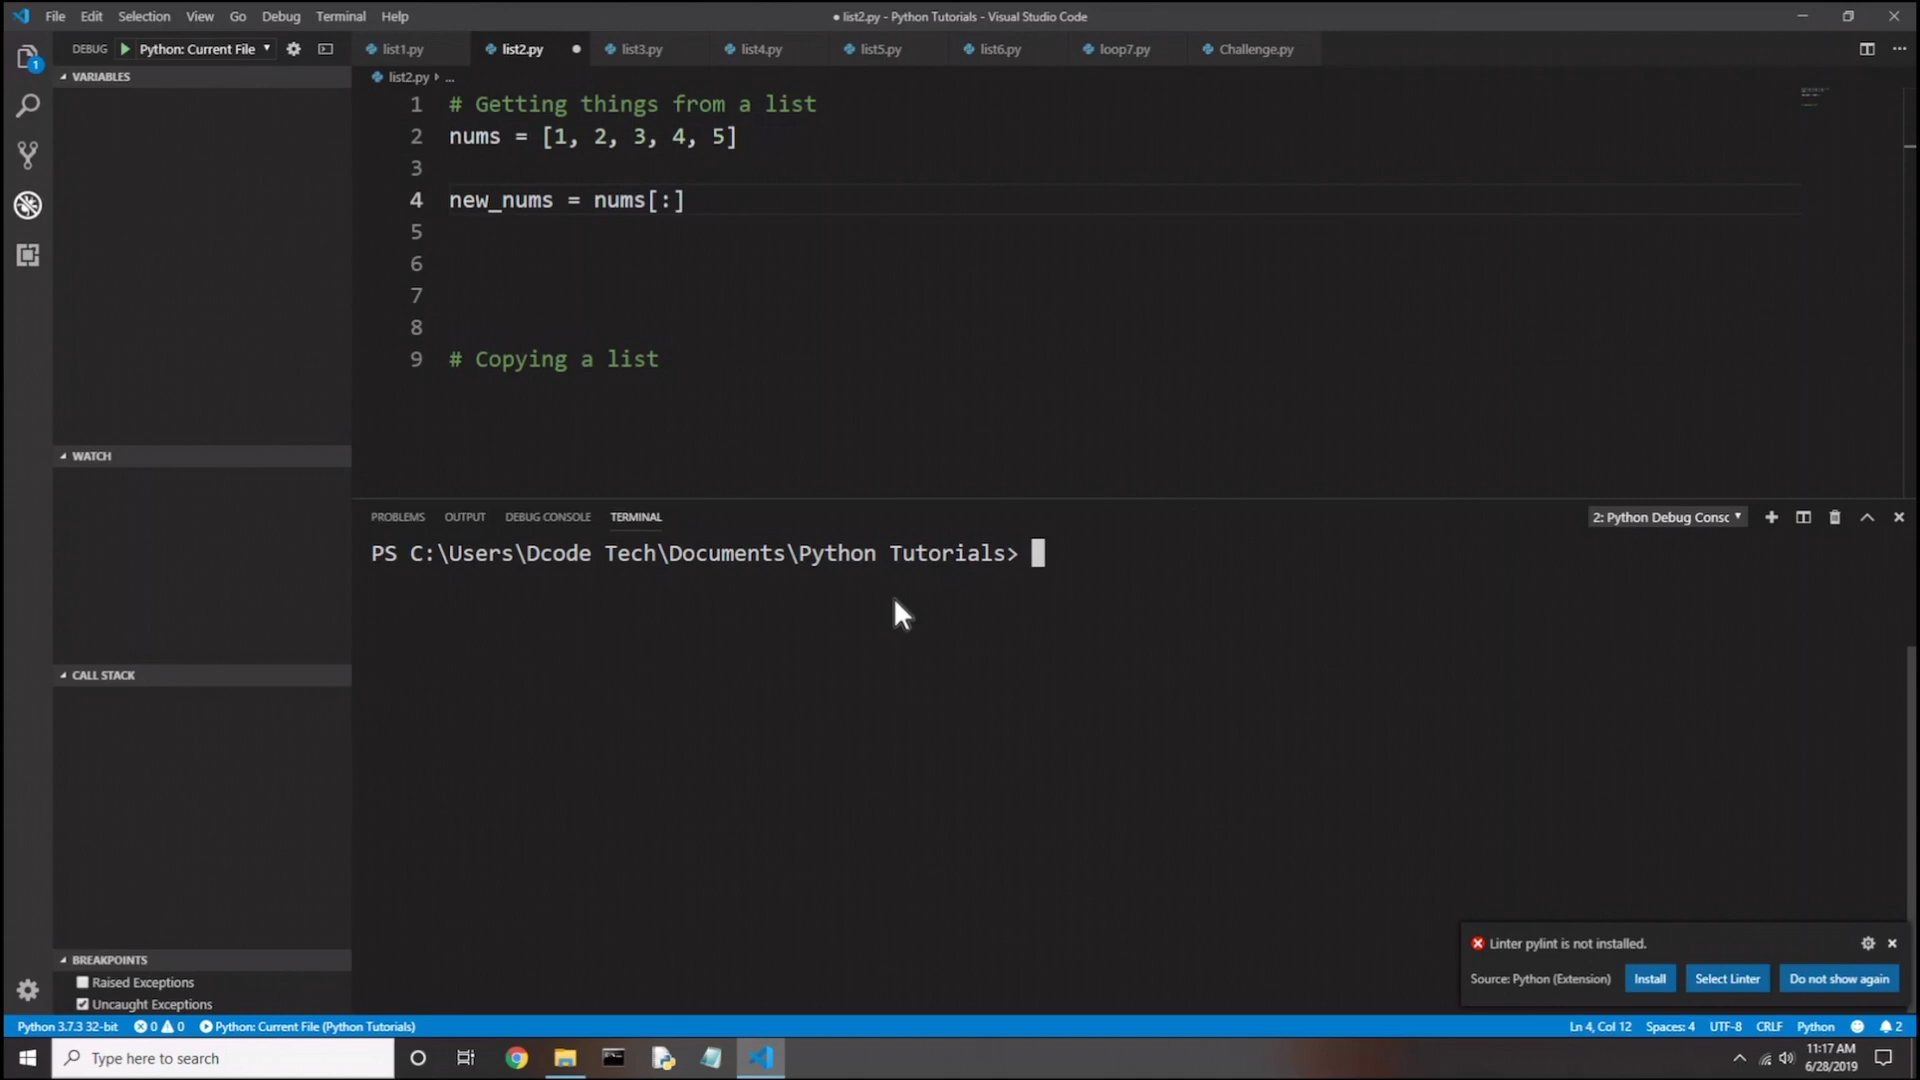 File Edit Selection View Go Debug Terminal Help
● list2.py - Python Tutorials - Visual Studio Code
DEBUG Python: Current File
list1.py list2.py list3.py list4.py list5.py list6.py loop7.py Challenge.py
1
VARIABLES
list2.py ...
1 # Getting things from a list
2 nums = [1, 2, 3, 4, 5]
3
4 new_nums = nums[:]
5
6
7
8
9 # Copying a list
WATCH
CALL STACK
BREAKPOINTS
Raised Exceptions
Uncaught Exceptions
PROBLEMS OUTPUT DEBUG CONSOLE TERMINAL
2: Python Debug Consc
PS C:\Users\Dcode Tech\Documents\Python Tutorials>
Linter pylint is not installed.
Source: Python (Extension) Install Select Linter Do not show again
Python 3.7.3 32-bit 0 0 Python: Current File (Python Tutorials)
Ln 4, Col 12 Spaces: 4 UTF-8 CRLF Python 2
Type here to search
11:17 AM
6/28/2019